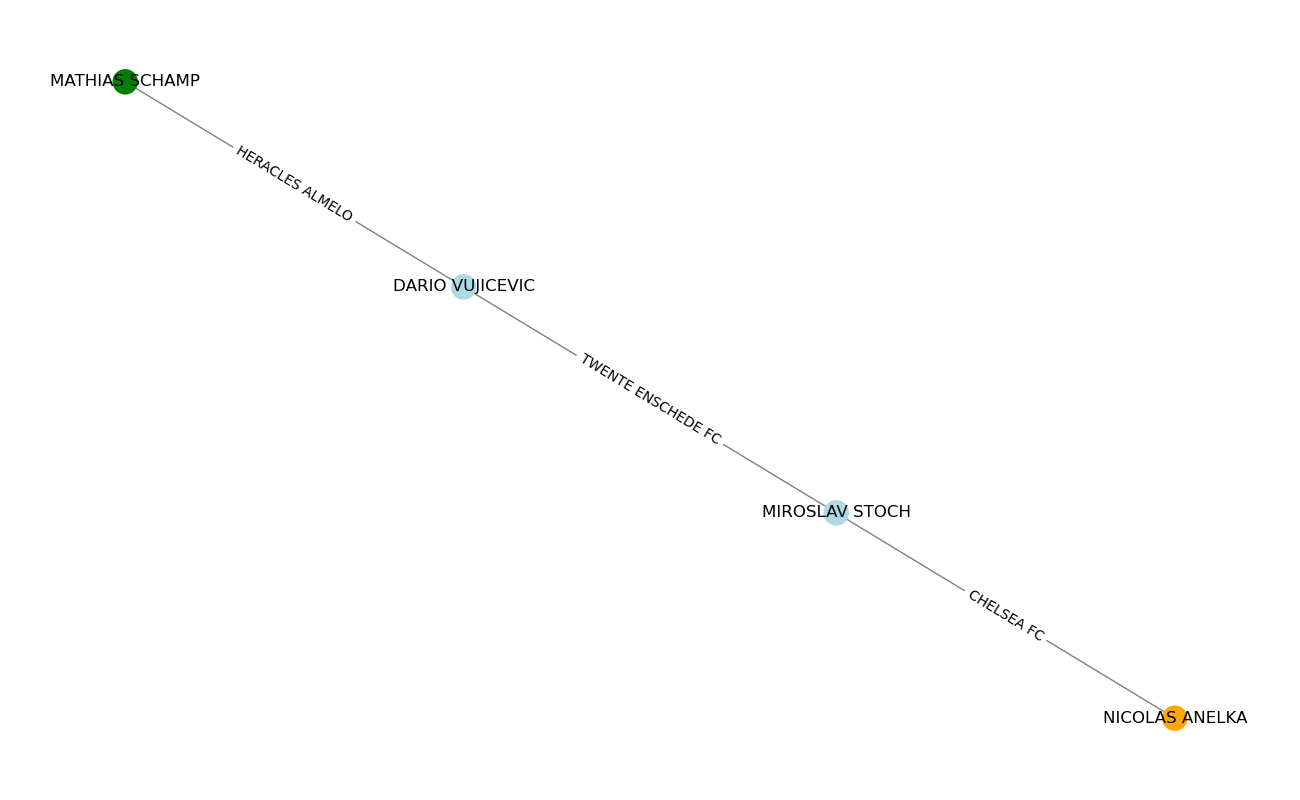 MATHIAS SCHAMP
HERACLES ALMELO
DARIO VUJICEVIC
TWENTE ENSCHEDE FC
MIROSLAV STOCH
CHELSEA FC
NICOLAS ANELKA